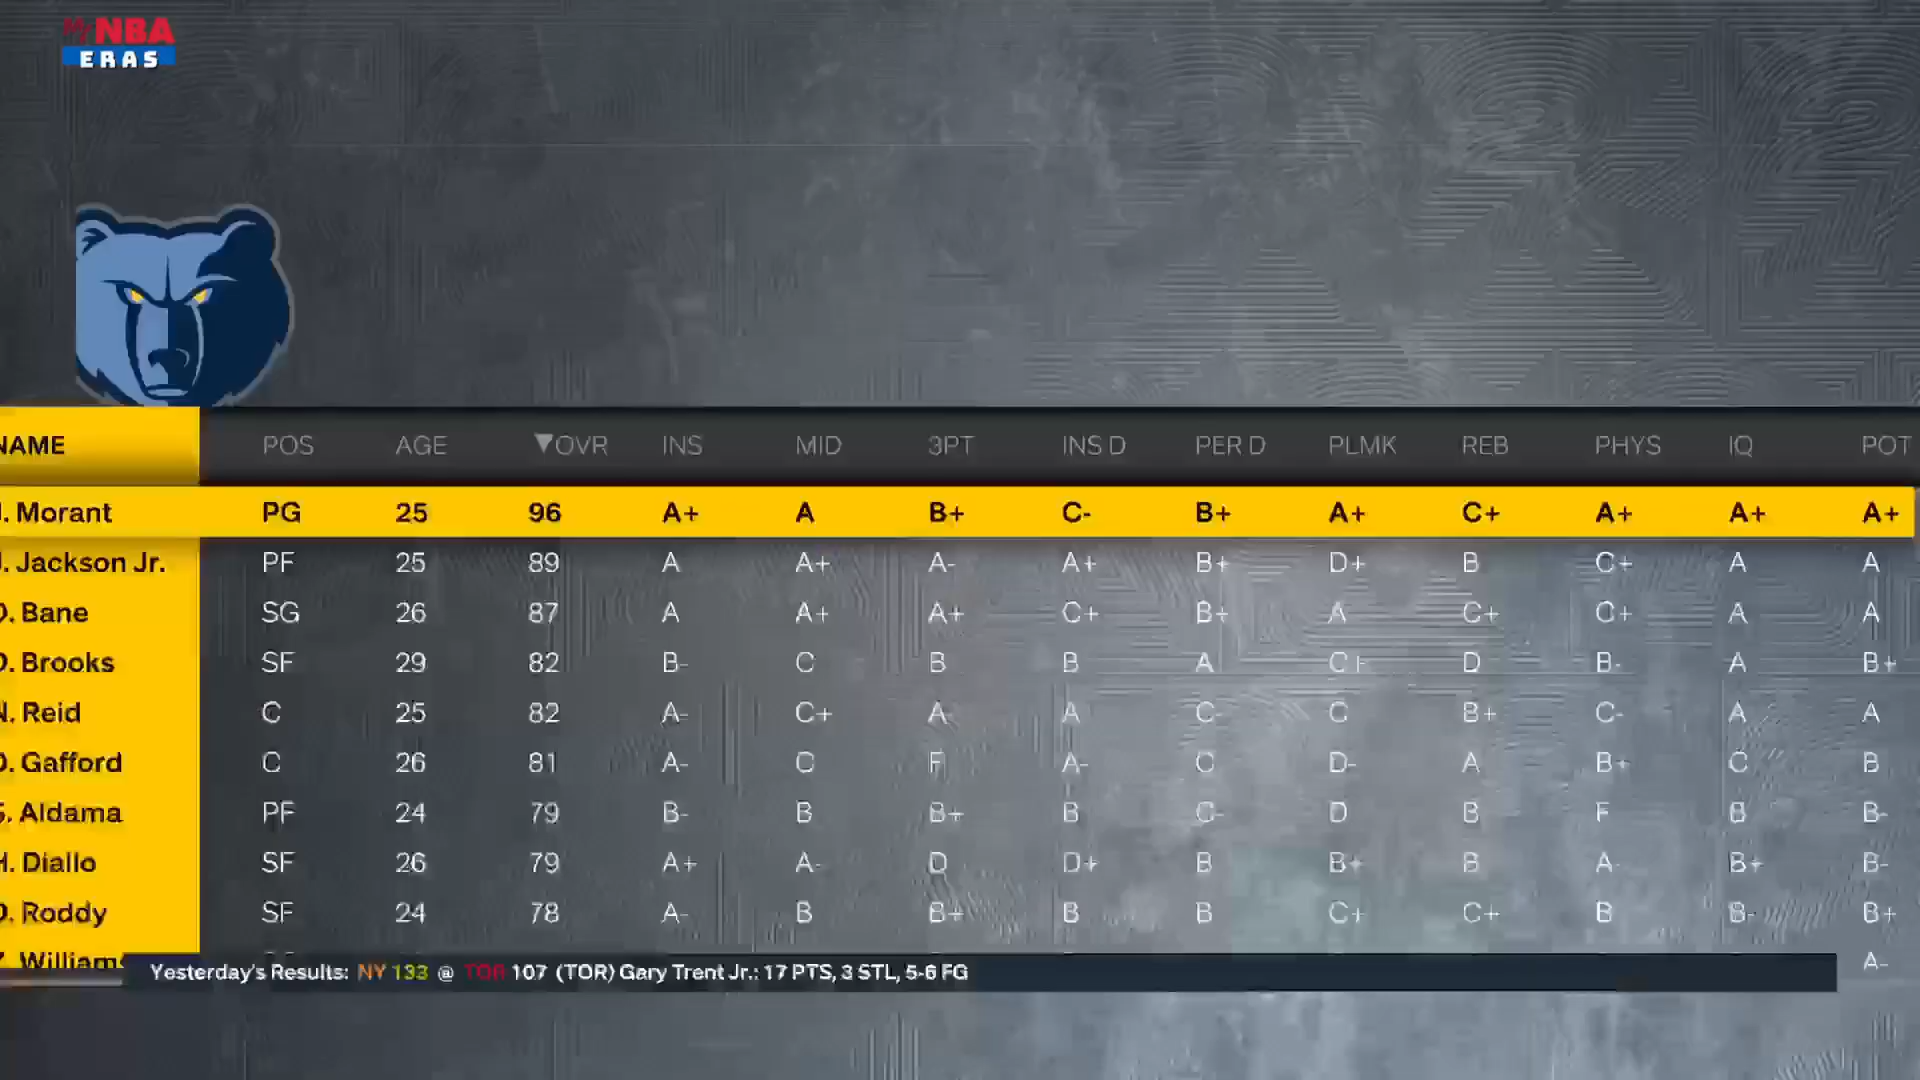 My NBA
ERAS
NAME POS AGE ▼OVR INS MID 3PT INS D PER D PLMK REB PHYS IQ POT
J. Morant PG 25 96 A+ A B+ C- B+ A+ C+ A+ A+ A+
J. Jackson Jr. PF 25 89 A A+ A- A+ B+ D+ B C+ A A
D. Bane SG 26 87 A A+ A+ C+ B+ A C+ C+ A A
D. Brooks SF 29 82 B- C B B A C+ D B- A B+
N. Reid C 25 82 A- C+ A- A C- C B+ C- A A
D. Gafford C 26 81 A- C F A- C D- A B+ C B
S. Aldama PF 24 79 B- B B+ B C- D B F B B-
H. Diallo SF 26 79 A+ A- D D+ B B+ B A- B+ B-
D. Roddy SF 24 78 A- B B+ B B C+ C+ B B- B+
Williams A-
Yesterday's Results: NY 133 @ TOR 107 (TOR) Gary Trent Jr.: 17 PTS, 3 STL, 5-6 FG